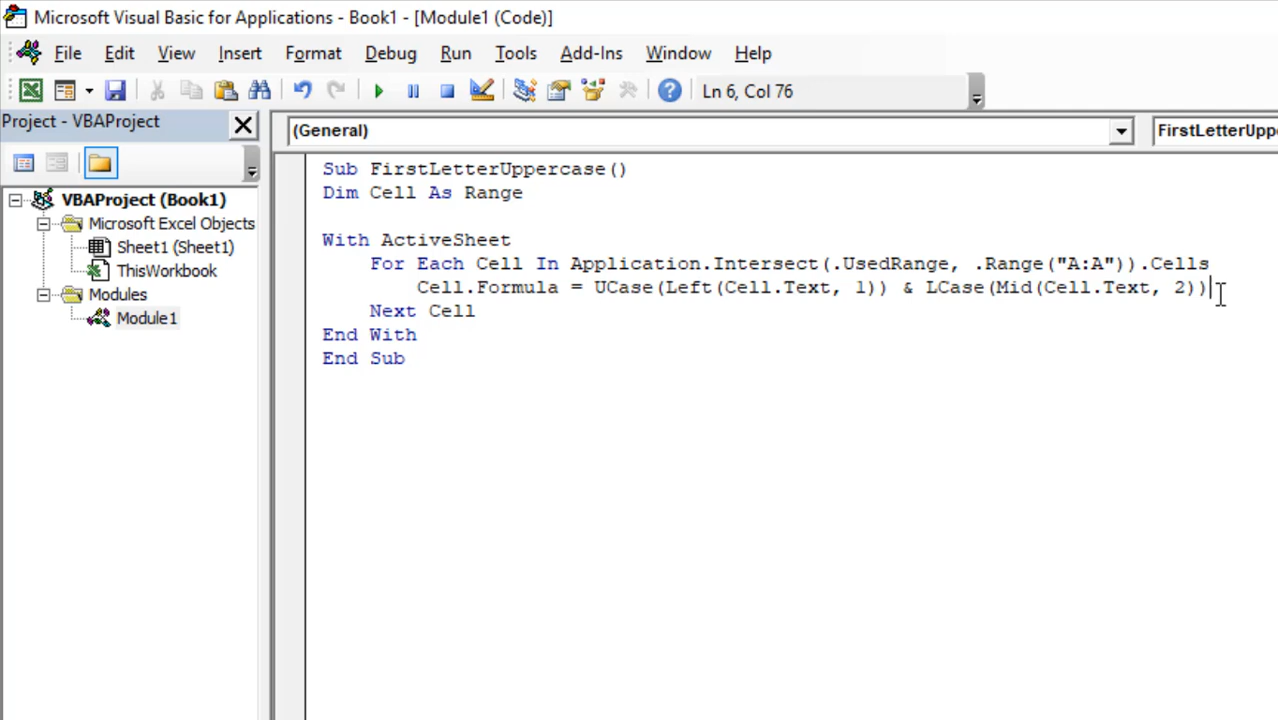 Microsoft Visual Basic for Applications - Book1 - [Module1 (Code)]
File Edit View Insert Format Debug Run Tools Add-Ins Window Help
Ln 6, Col 76
Project - VBAProject
(General)
FirstLetterUpp
VBAProject (Book1)
Microsoft Excel Objects
Sheet1 (Sheet1)
ThisWorkbook
Modules
Module1
Sub FirstLetterUppercase()
Dim Cell As Range
With ActiveSheet
For Each Cell In Application.Intersect(.UsedRange, .Range("A:A")).Cells
Cell.Formula = UCase(Left(Cell.Text, 1)) & LCase(Mid(Cell.Text, 2))
Next Cell
End With
End Sub